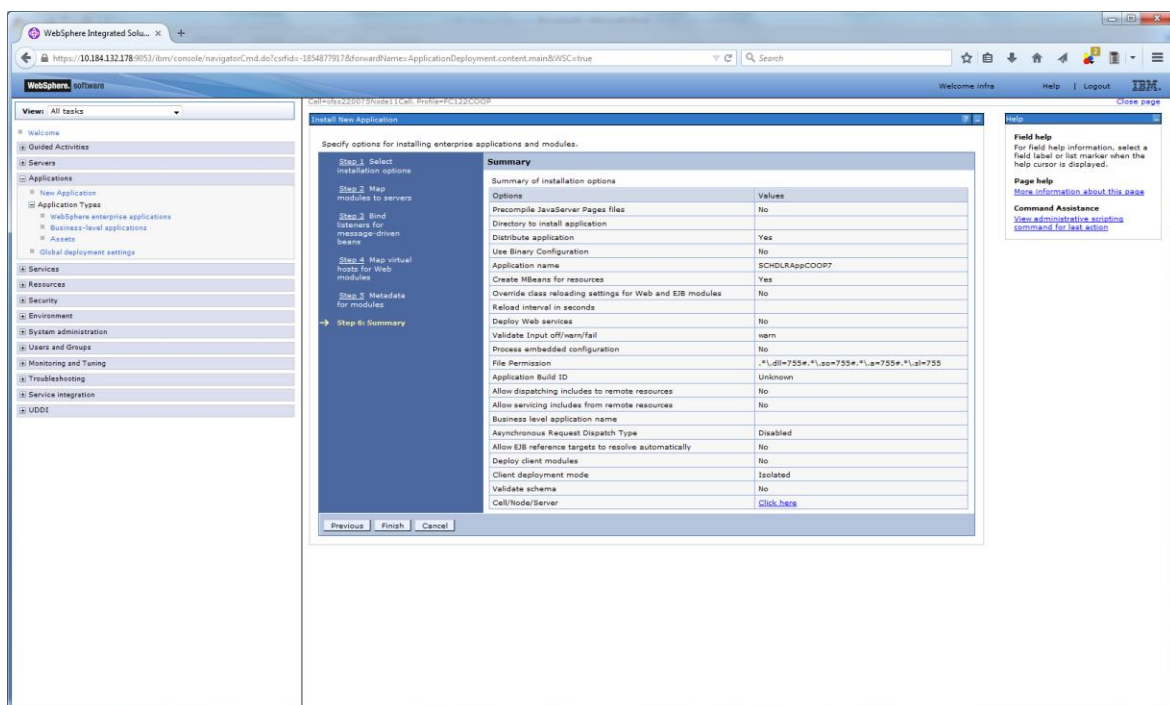 WebSphere Integrated Solu... × +
https://10.184.132.178:9053/ibm/console/navigatorCmd.do?csrfid=-1854877917&forwardName=ApplicationDeployment.content.main&WSC=true
Search
2
WebSphere. software
Welcome infra
Help | Logout
IBM.
View: All tasks
Welcome
Guided Activities
Servers
Applications
New Application
Application Types
WebSphere enterprise applications
Business-level applications
Assets
Global deployment settings
Services
Resources
Security
Environment
System administration
Users and Groups
Monitoring and Tuning
Troubleshooting
Service integration
UDDI
Cell=ofss220075Node11Cell, Profile=FC122COOP
Close page
Install New Application
? -
Specify options for installing enterprise applications and modules.
Step 1 Select
installation options
Step 2 Map
modules to servers
Step 3 Bind
listeners for
message-driven
beans
Step 4 Map virtual
hosts for Web
modules
Step 5 Metadata
for modules
Step 6: Summary
Summary
Summary of installation options
Options Values
Precompile JavaServer Pages files No
Directory to install application
Distribute application Yes
Use Binary Configuration No
Application name SCHDLRAppCOOP7
Create MBeans for resources Yes
Override class reloading settings for Web and EJB modules No
Reload interval in seconds
Deploy Web services No
Validate Input off/warn/fail warn
Process embedded configuration No
File Permission .*\.dll=755#.*\.so=755#.*\.a=755#.*\.sl=755
Application Build ID Unknown
Allow dispatching includes to remote resources No
Allow servicing includes from remote resources No
Business level application name
Asynchronous Request Dispatch Type Disabled
Allow EJB reference targets to resolve automatically No
Deploy client modules No
Client deployment mode Isolated
Validate schema No
Cell/Node/Server Click here
Previous Finish Cancel
Help
Field help
For field help information, select a
field label or list marker when the
help cursor is displayed.
Page help
More information about this page
Command Assistance
View administrative scripting
command for last action